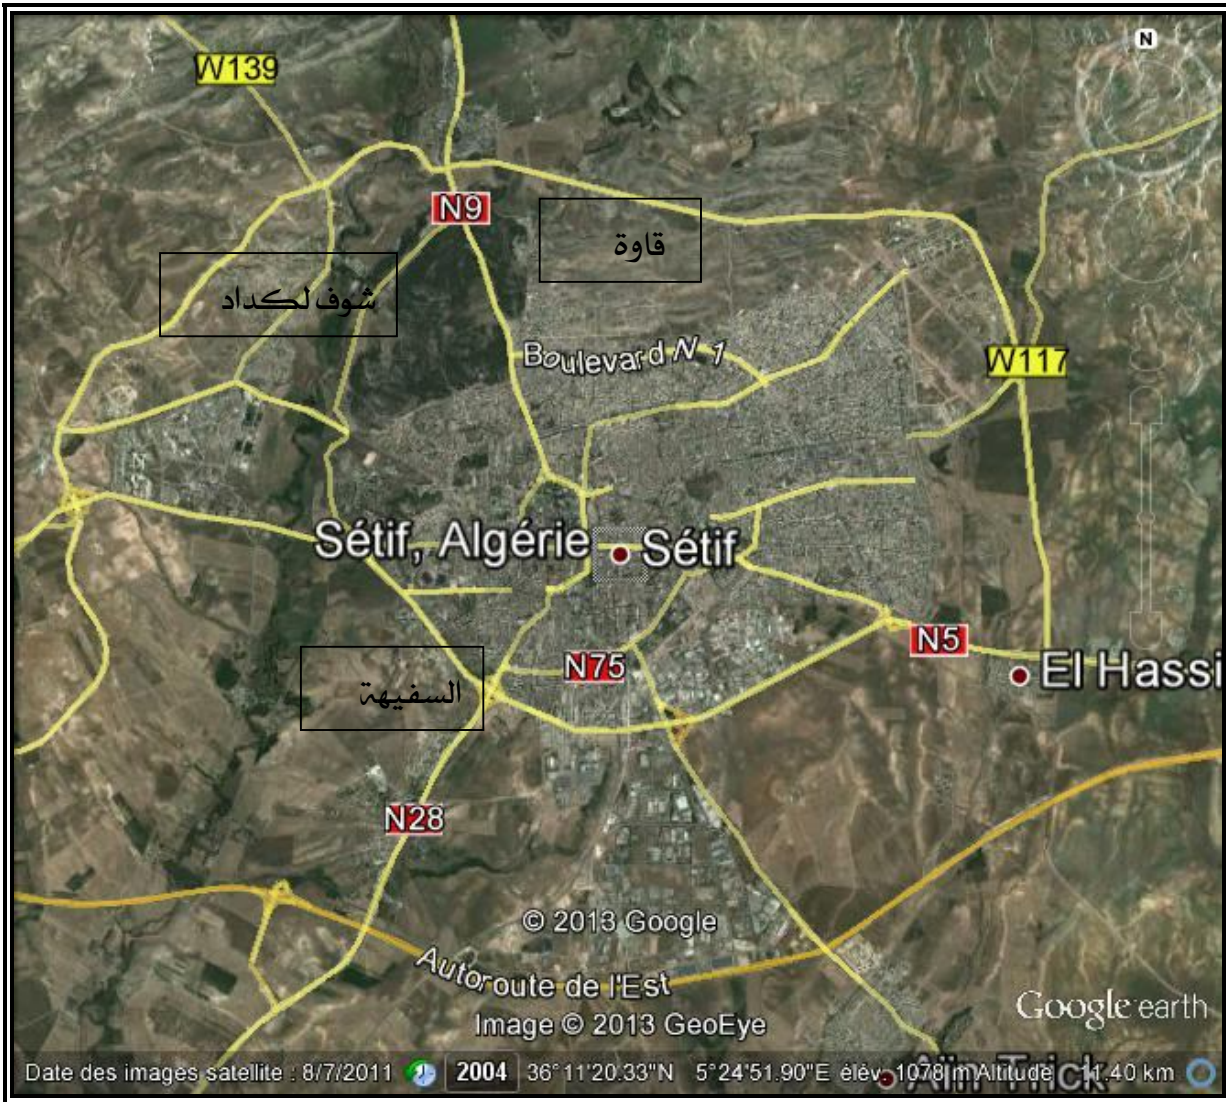 N
W139
N9
قاوة
شوف لكداد
Boulevard N 1
W117
Sétif, Algérie
Sétif
N5
N75
El Hassi
السفيهة
N28
© 2013 Google
Autoroute de l'Est
Google earth
Image © 2013 GeoEye
Aïn Trick
Date des images satellite : 8/7/2011 2004 36°11'20.33"N 5°24'51.90"E élév. 1078 m Altitude 11.40 km